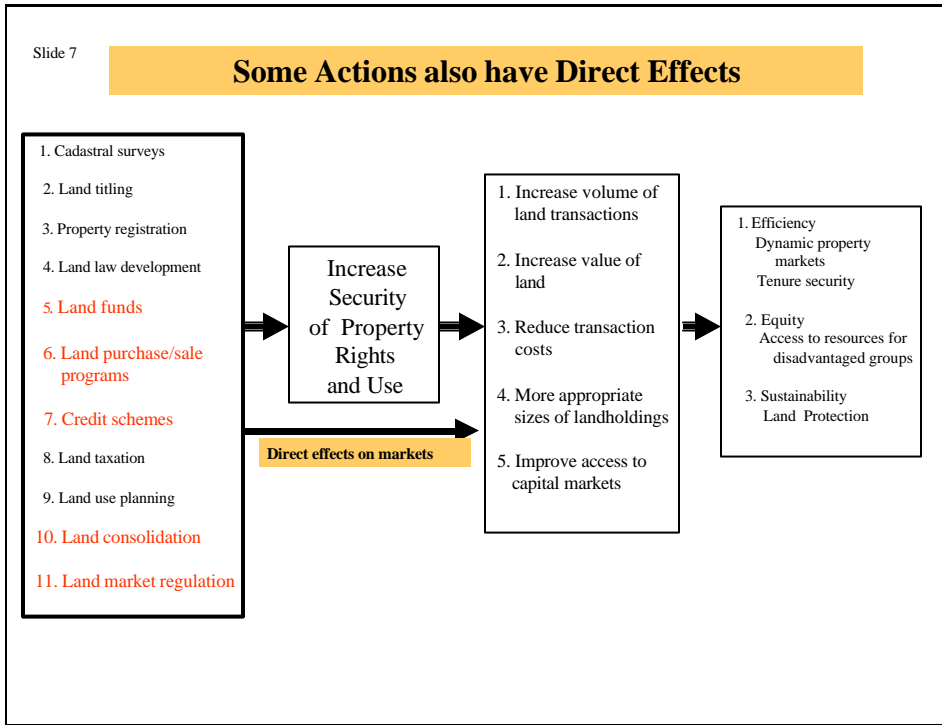 Slide 7
Some Actions also have Direct Effects
1. Cadastral surveys
2. Land titling
3. Property registration
4. Land law development
5. Land funds
6. Land purchase/sale
programs
7. Credit schemes
8. Land taxation
9. Land use planning
10. Land consolidation
11. Land market regulation
Increase
Security
of Property
Rights
and Use
Direct effects on markets
1. Increase volume of
land transactions
2. Increase value of
land
3. Reduce transaction
costs
4. More appropriate
sizes of landholdings
5. Improve access to
capital markets
1. Efficiency
Dynamic property
markets
Tenure security
2. Equity
Access to resources for
disadvantaged groups
3. Sustainability
Land Protection